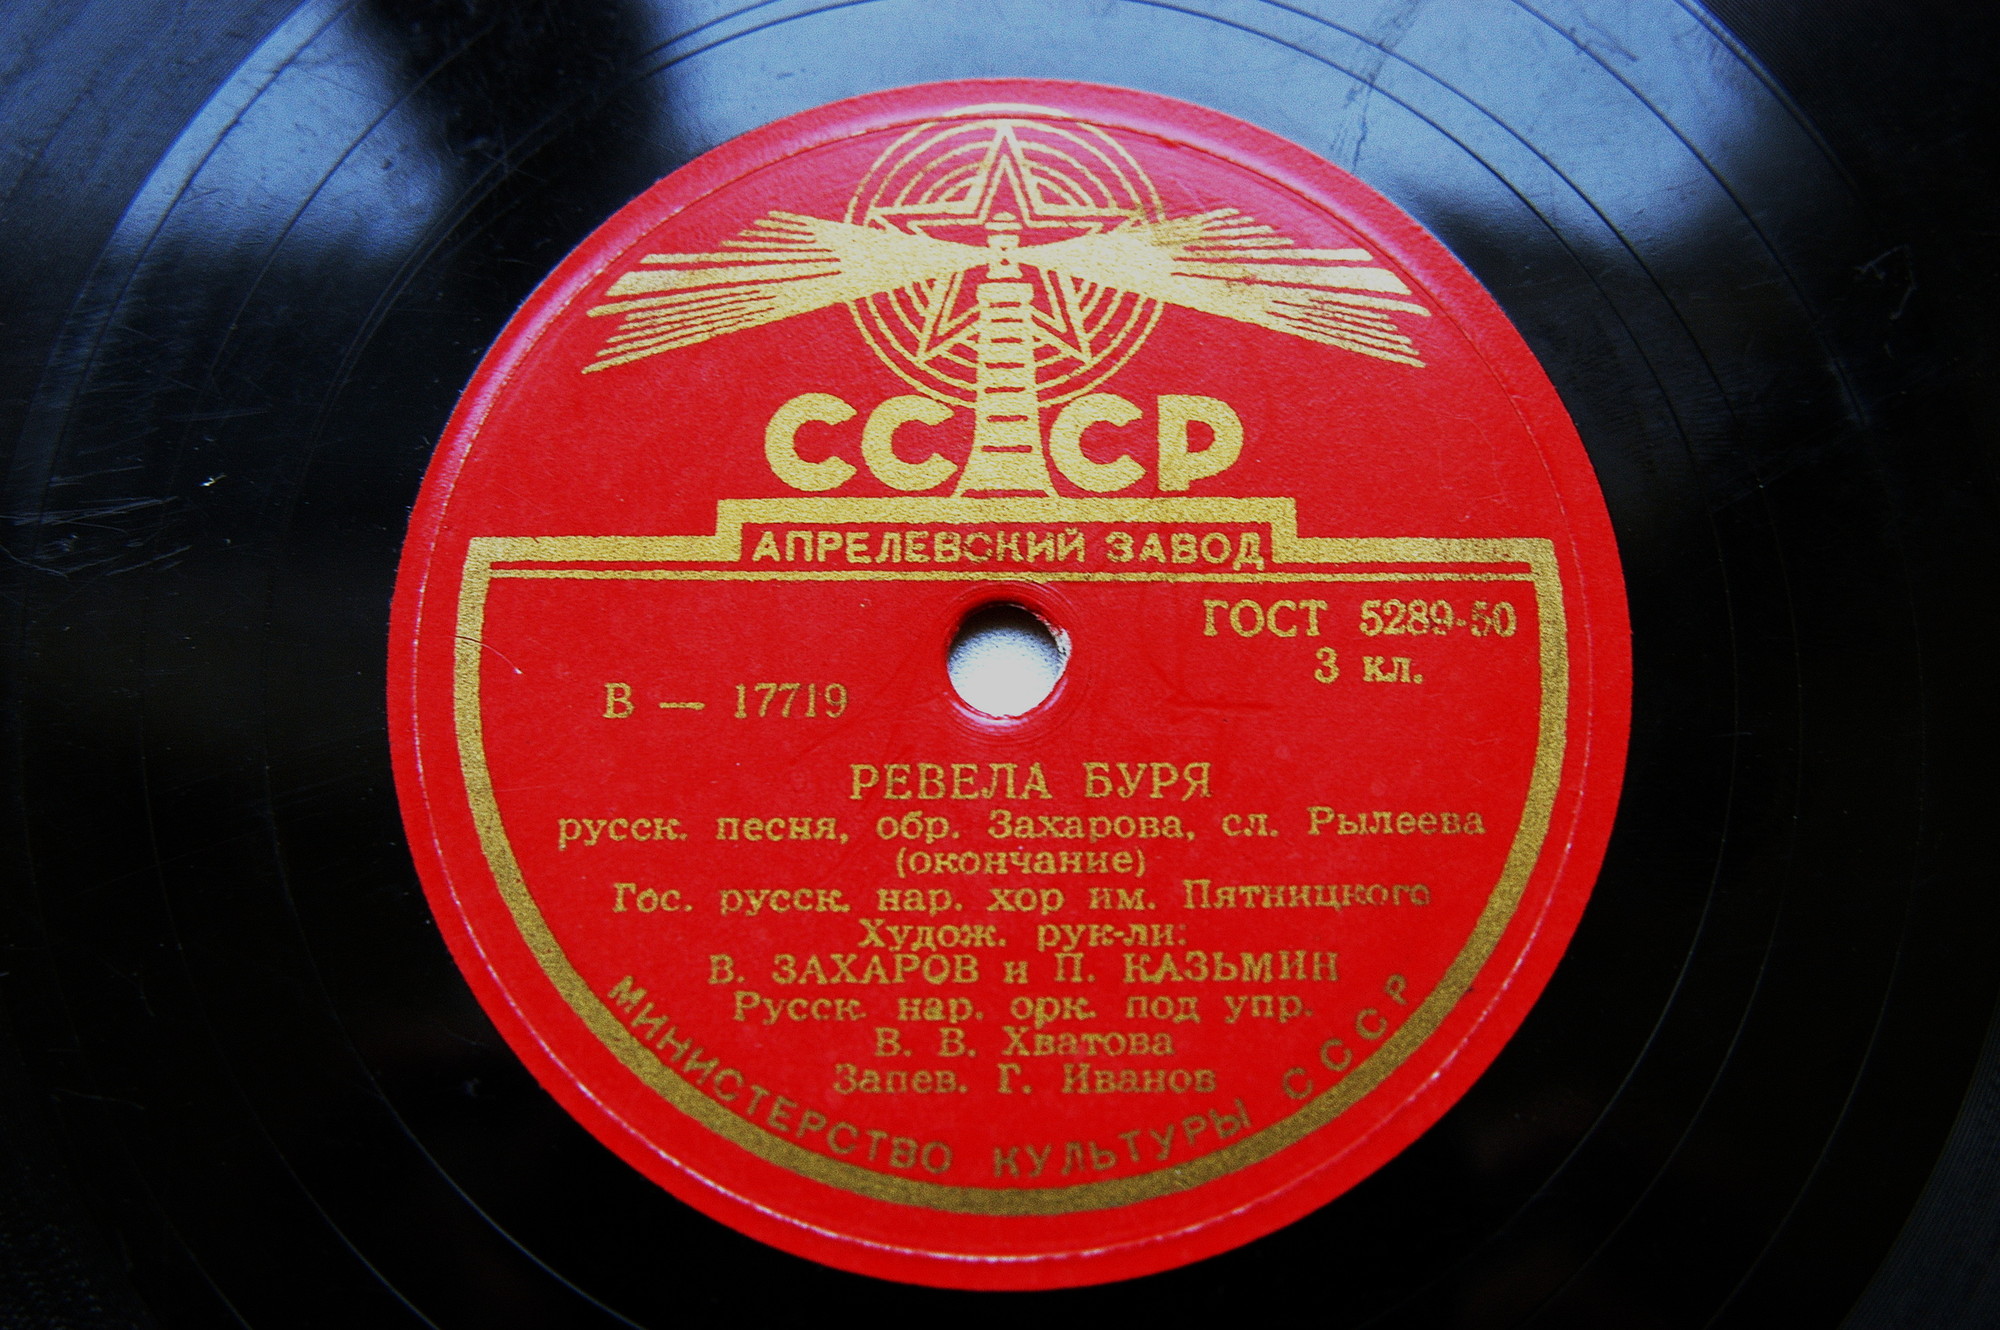 СССР
АПРЕЛЕВСКИЙ ЗАВОД
ГОСТ 5289-50
3 кл.
В — 17719
РЕВЕЛА БУРЯ
русск. песня, обр. Захарова, сл. Рылеева
(окончание)
Гос. русск. нар. хор им. Пятницкого
Худож. рук-ли:
В. ЗАХАРОВ и П. КАЗЬМИН
Русск. нар. орк. под упр.
В. В. Хватова
Запев. Г. Иванов
МИНИСТЕРСТВО КУЛЬТУРЫ СССР